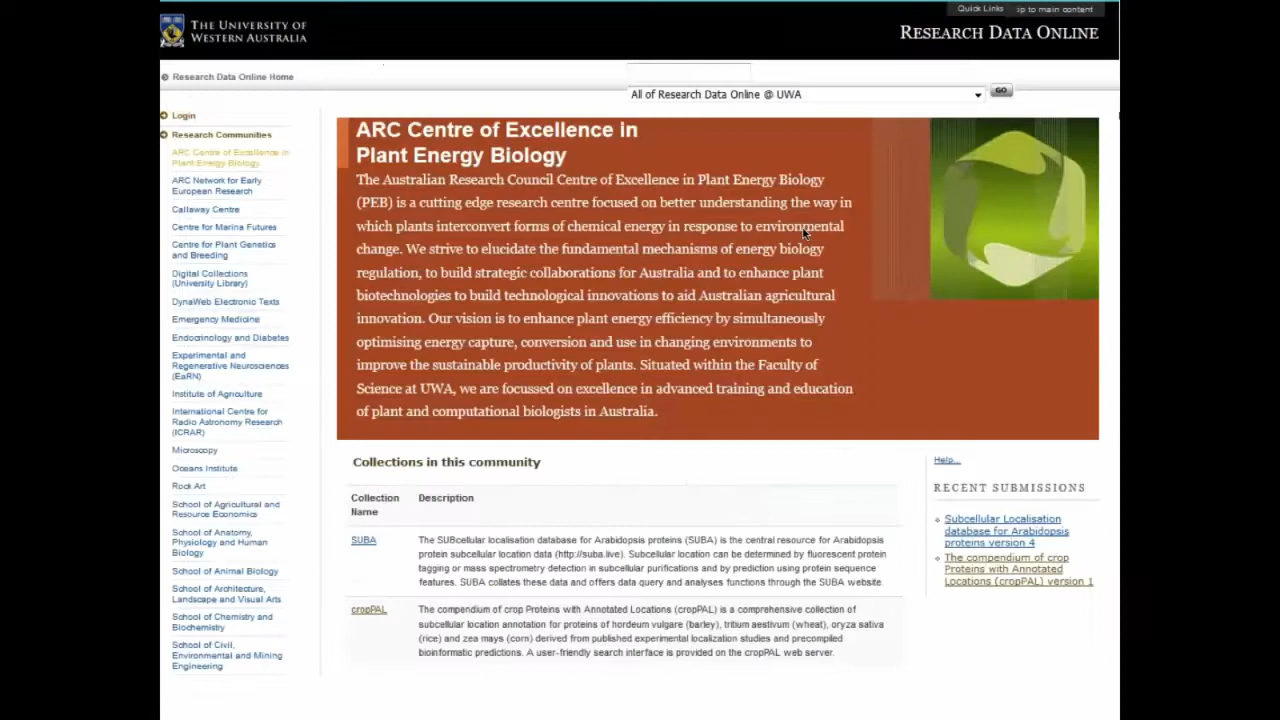 THE UNIVERSITY OF
WESTERN AUSTRALIA
Quick Links
ip to main content
RESEARCH DATA ONLINE
Research Data Online Home
All of Research Data Online @ UWA
GO
Login
Research Communities
ARC Centre of Excellence in
Plant Energy Biology
ARC Network for Early
European Research
Callaway Centre
Centre for Marine Futures
Centre for Plant Genetics
and Breeding
Digital Collections
(University Library)
DynaWeb Electronic Texts
Emergency Medicine
Endocrinology and Diabetes
Experimental and
Regenerative Neurosciences
(EaRN)
Institute of Agriculture
International Centre for
Radio Astronomy Research
(ICRAR)
Microscopy
Oceans Institute
Rock Art
School of Agricultural and
Resource Economics
School of Anatomy,
Physiology and Human
Biology
School of Animal Biology
School of Architecture,
Landscape and Visual Arts
School of Chemistry and
Biochemistry
School of Civil,
Environmental and Mining
Engineering
ARC Centre of Excellence in
Plant Energy Biology
The Australian Research Council Centre of Excellence in Plant Energy Biology
(PEB) is a cutting edge research centre focused on better understanding the way in
which plants interconvert forms of chemical energy in response to environmental
change. We strive to elucidate the fundamental mechanisms of energy biology
regulation, to build strategic collaborations for Australia and to enhance plant
biotechnologies to build technological innovations to aid Australian agricultural
innovation. Our vision is to enhance plant energy efficiency by simultaneously
optimising energy capture, conversion and use in changing environments to
improve the sustainable productivity of plants. Situated within the Faculty of
Science at UWA, we are focussed on excellence in advanced training and education
of plant and computational biologists in Australia.
Collections in this community
Collection
Name
Description
SUBA
The SUBcellular localisation database for Arabidopsis proteins (SUBA) is the central resource for Arabidopsis
protein subcellular location data (http://suba.live). Subcellular location can be determined by fluorescent protein
tagging or mass spectrometry detection in subcellular purifications and by prediction using protein sequence
features. SUBA collates these data and offers data query and analyses functions through the SUBA website.
cropPAL
The compendium of crop Proteins with Annotated Locations (cropPAL) is a comprehensive collection of
subcellular location annotation for proteins of hordeum vulgare (barley), tritium aestivum (wheat), oryza sativa
(rice) and zea mays (corn) derived from published experimental localization studies and precompiled
bioinformatic predictions. A user-friendly search interface is provided on the cropPAL web server.
Help...
RECENT SUBMISSIONS
Subcellular Localisation
database for Arabidopsis
proteins version 4
The compendium of crop
Proteins with Annotated
Locations (cropPAL) version 1